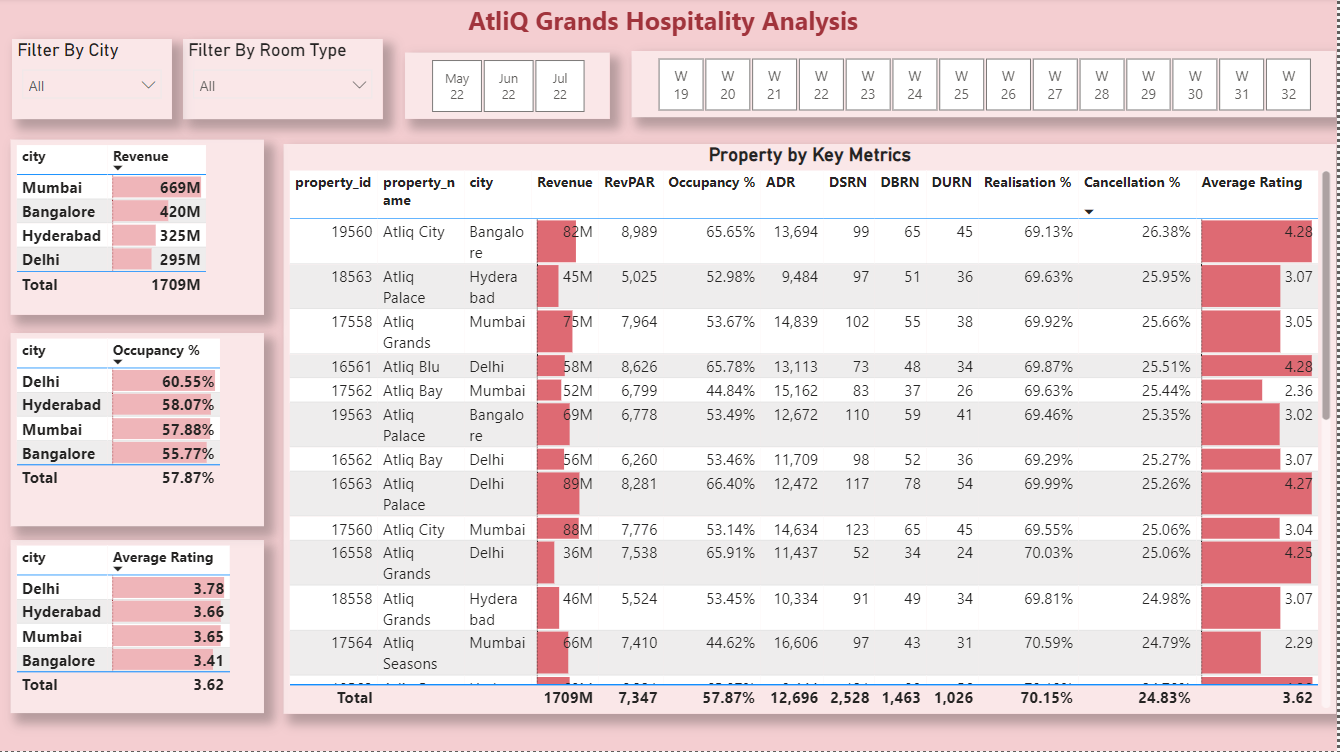 AtliQ Grands Hospitality Analysis
Filter By City
All
Filter By Room Type
All
May 22
Jun 22
Jul 22
W 19
W 20
W 21
W 22
W 23
W 24
W 25
W 26
W 27
W 28
W 29
W 30
W 31
W 32
city Revenue
Mumbai 669M
Bangalore 420M
Hyderabad 325M
Delhi 295M
Total 1709M
city Occupancy %
Delhi 60.55%
Hyderabad 58.07%
Mumbai 57.88%
Bangalore 55.77%
Total 57.87%
city Average Rating
Delhi 3.78
Hyderabad 3.66
Mumbai 3.65
Bangalore 3.41
Total 3.62
Property by Key Metrics
property_id property_name city Revenue RevPAR Occupancy % ADR DSRN DBRN DURN Realisation % Cancellation % Average Rating
19560 Atliq City Bangalore 82M 8,989 65.65% 13,694 99 65 45 69.13% 26.38% 4.28
18563 Atliq Palace Hyderabad 45M 5,025 52.98% 9,484 97 51 36 69.63% 25.95% 3.07
17558 Atliq Grands Mumbai 75M 7,964 53.67% 14,839 102 55 38 69.92% 25.66% 3.05
16561 Atliq Blu Delhi 58M 8,626 65.78% 13,113 73 48 34 69.87% 25.51% 4.28
17562 Atliq Bay Mumbai 52M 6,799 44.84% 15,162 83 37 26 69.63% 25.44% 2.36
19563 Atliq Palace Bangalore 69M 6,778 53.49% 12,672 110 59 41 69.46% 25.35% 3.02
16562 Atliq Bay Delhi 56M 6,260 53.46% 11,709 98 52 36 69.29% 25.27% 3.07
16563 Atliq Palace Delhi 89M 8,281 66.40% 12,472 117 78 54 69.99% 25.26% 4.27
17560 Atliq City Mumbai 88M 7,776 53.14% 14,634 123 65 45 69.55% 25.06% 3.04
16558 Atliq Grands Delhi 36M 7,538 65.91% 11,437 52 34 24 70.03% 25.06% 4.25
18558 Atliq Grands Hyderabad 46M 5,524 53.45% 10,334 91 49 34 69.81% 24.98% 3.07
17564 Atliq Seasons Mumbai 66M 7,410 44.62% 16,606 97 43 31 70.59% 24.79% 2.29
Total 1709M 7,347 57.87% 12,696 2,528 1,463 1,026 70.15% 24.83% 3.62